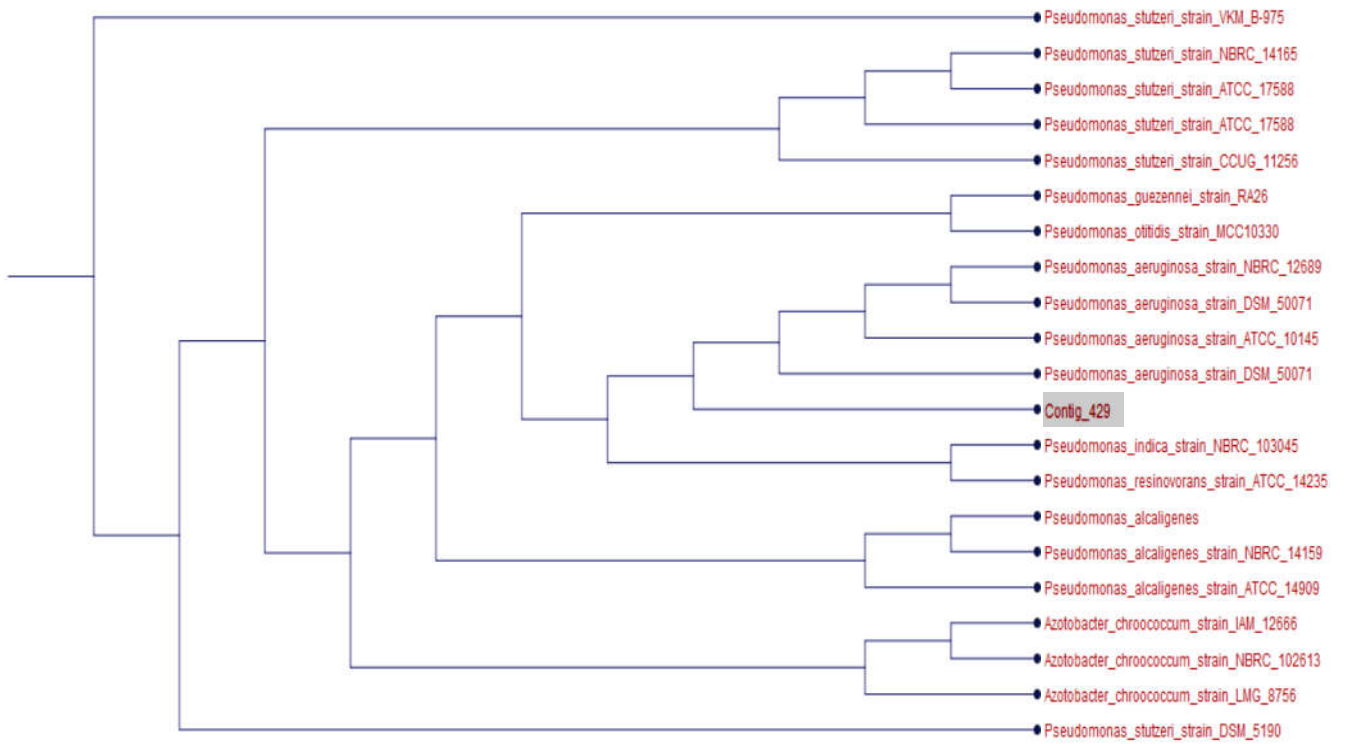 Pseudomonas_stutzeri_strain_VKM_B-975
Pseudomonas_stutzeri_strain_NBRC_14165
Pseudomonas_stutzeri_strain_ATCC_17588
Pseudomonas_stutzeri_strain_ATCC_17588
Pseudomonas_stutzeri_strain_CCUG_11256
Pseudomonas_guezennei_strain_RA26
Pseudomonas_otitidis_strain_MCC10330
Pseudomonas_aeruginosa_strain_NBRC_12689
Pseudomonas_aeruginosa_strain_DSM_50071
Pseudomonas_aeruginosa_strain_ATCC_10145
Pseudomonas_aeruginosa_strain_DSM_50071
Contig_429
Pseudomonas_indica_strain_NBRC_103045
Pseudomonas_resinovorans_strain_ATCC_14235
Pseudomonas_alcaligenes
Pseudomonas_alcaligenes_strain_NBRC_14159
Pseudomonas_alcaligenes_strain_ATCC_14909
Azotobacter_chroococcum_strain_IAM_12666
Azotobacter_chroococcum_strain_NBRC_102613
Azotobacter_chroococcum_strain_LMG_8756
Pseudomonas_stutzeri_strain_DSM_5190